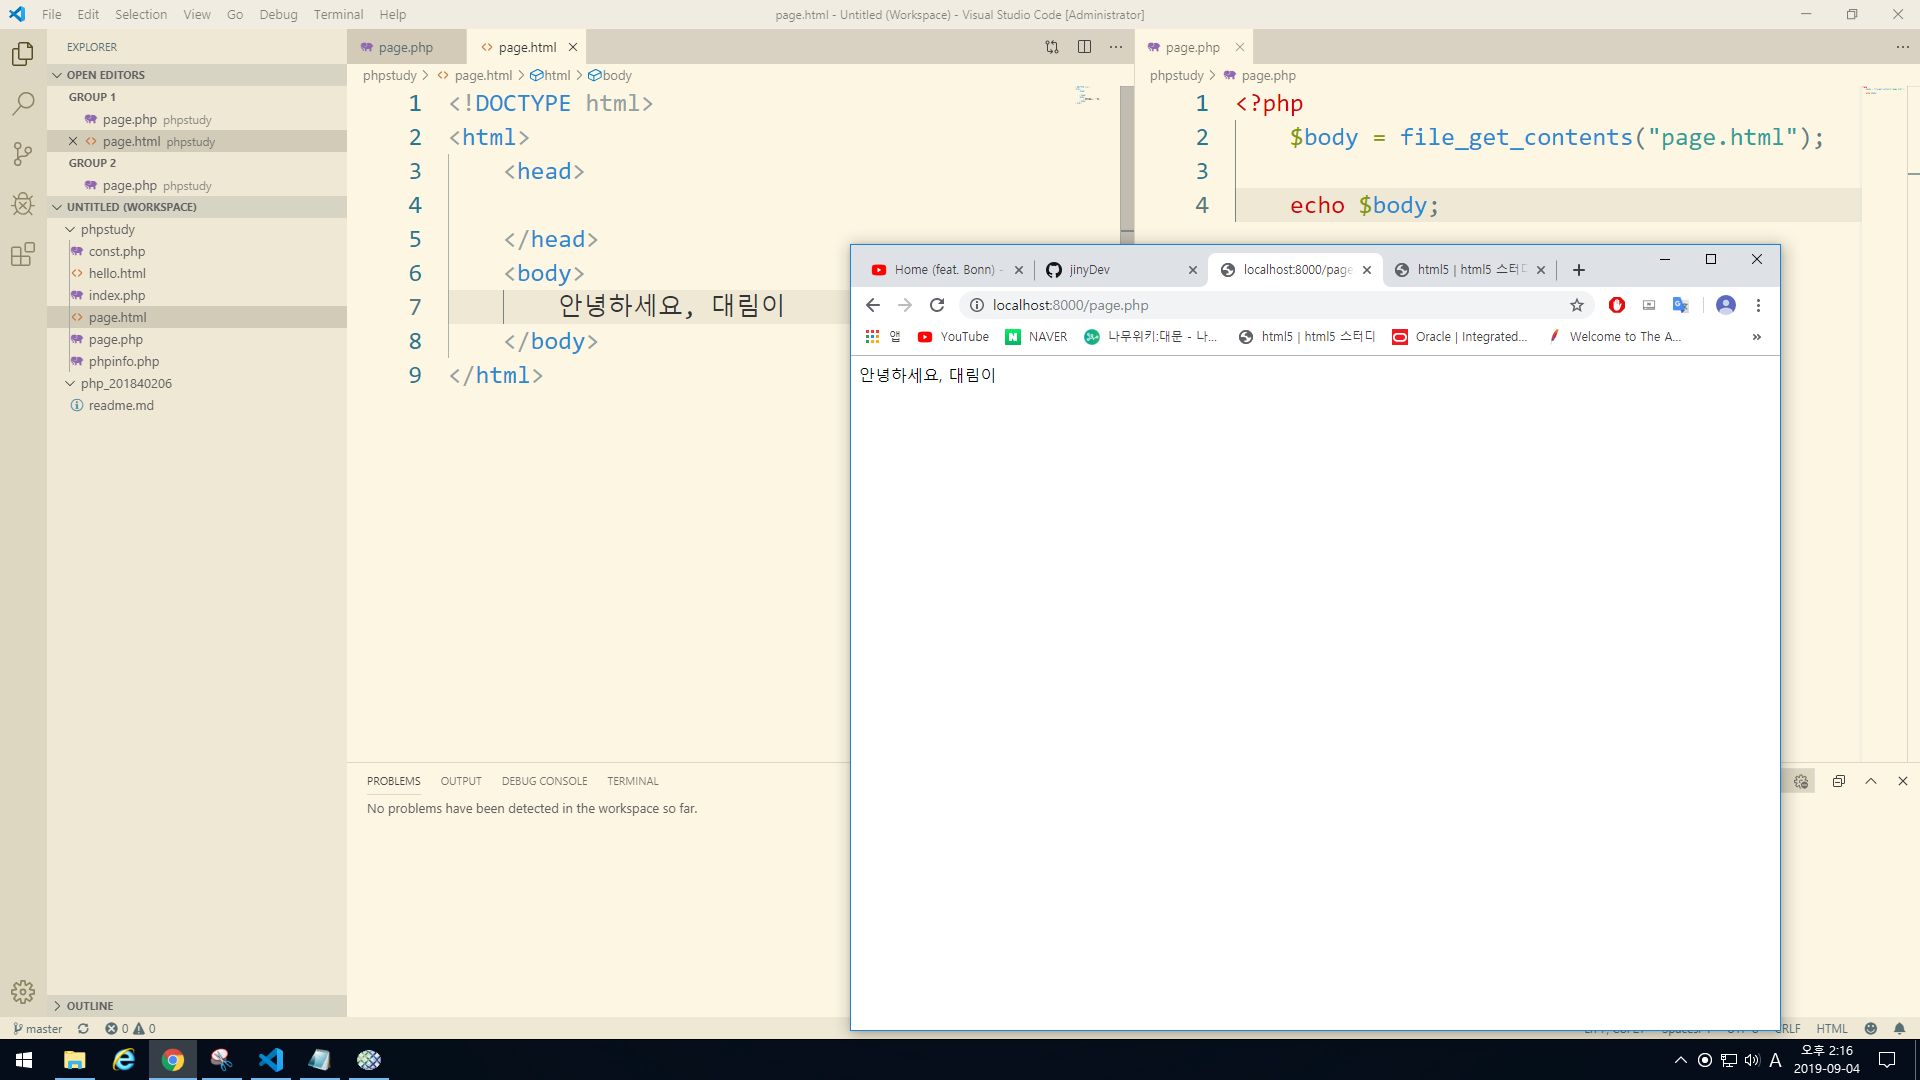 File Edit Selection View Go Debug Terminal Help
page.html - Untitled (Workspace) - Visual Studio Code [Administrator]
EXPLORER
OPEN EDITORS
GROUP 1
page.php phpstudy
page.html phpstudy
GROUP 2
page.php phpstudy
UNTITLED (WORKSPACE)
phpstudy
const.php
hello.html
index.php
page.html
page.php
phpinfo.php
php_201840206
readme.md
OUTLINE
page.php
page.html
phpstudy > page.html > html > body
1 <!DOCTYPE html>
2 <html>
3 <head>
4
5 </head>
6 <body>
7 안녕하세요, 대림이
8 </body>
9 </html>
page.php
phpstudy > page.php
1 <?php
2 $body = file_get_contents("page.html");
3
4 echo $body;
Home (feat. Bonn) -
jinyDev
localhost:8000/page
html5 | html5 스터디
localhost:8000/page.php
앱
YouTube
NAVER
나무위키:대문 - 나...
html5 | html5 스터디
Oracle | Integrated...
Welcome to The A...
»
안녕하세요, 대림이
PROBLEMS OUTPUT DEBUG CONSOLE TERMINAL
No problems have been detected in the workspace so far.
master 0 0
CRLF HTML
A
오후 2:16
2019-09-04